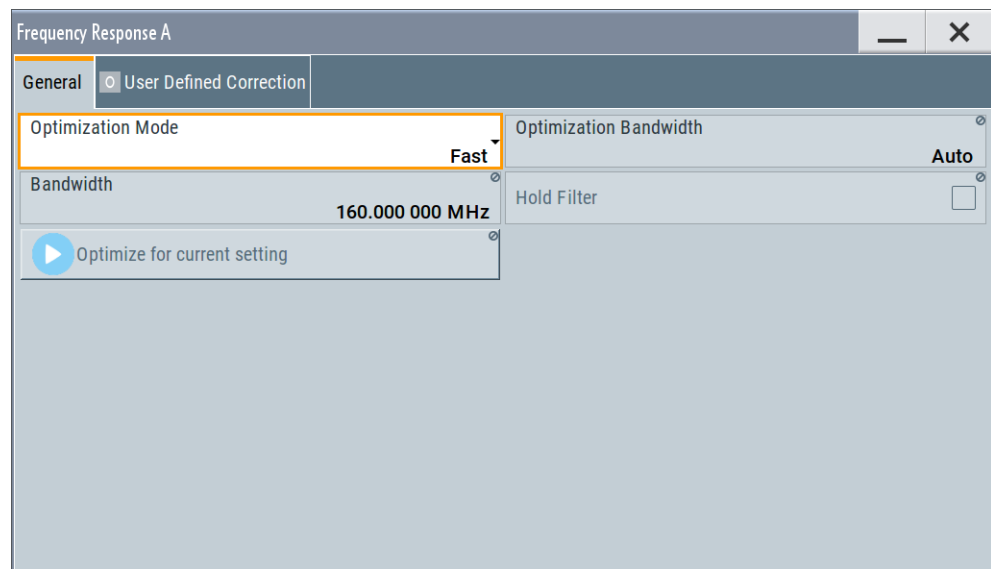 Frequency Response A
General
O User Defined Correction
Optimization Mode
Fast
Optimization Bandwidth
Auto
Bandwidth
160.000 000 MHz
Hold Filter
Optimize for current setting